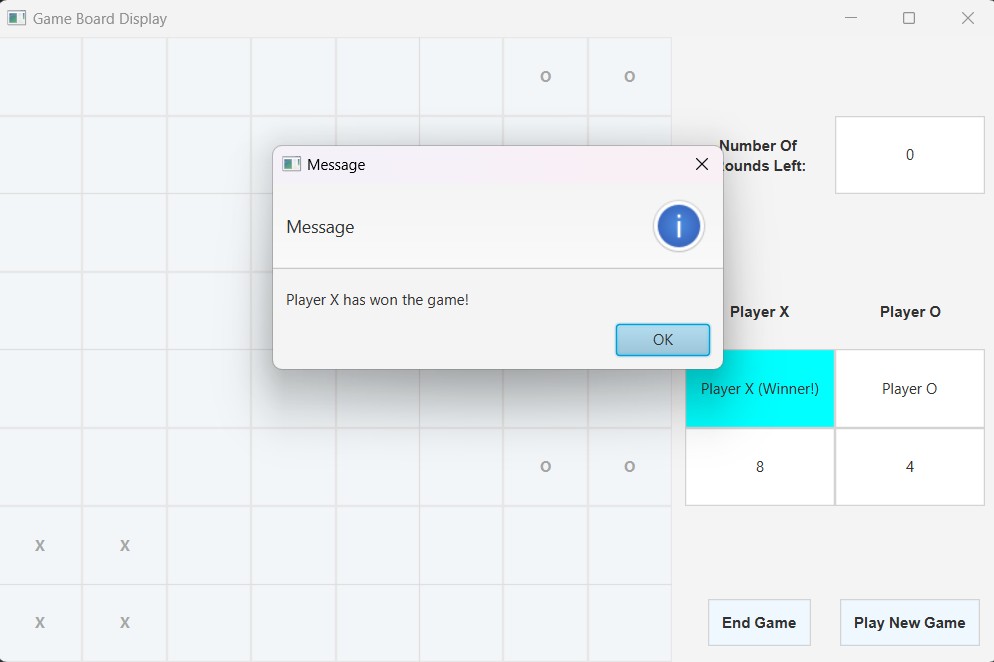 Game Board Display
O O
Number Of
ounds Left:
0
Message
Message
Player X has won the game!
OK
Player X Player O
Player X (Winner!) Player O
O O
8 4
X X
X X
End Game Play New Game